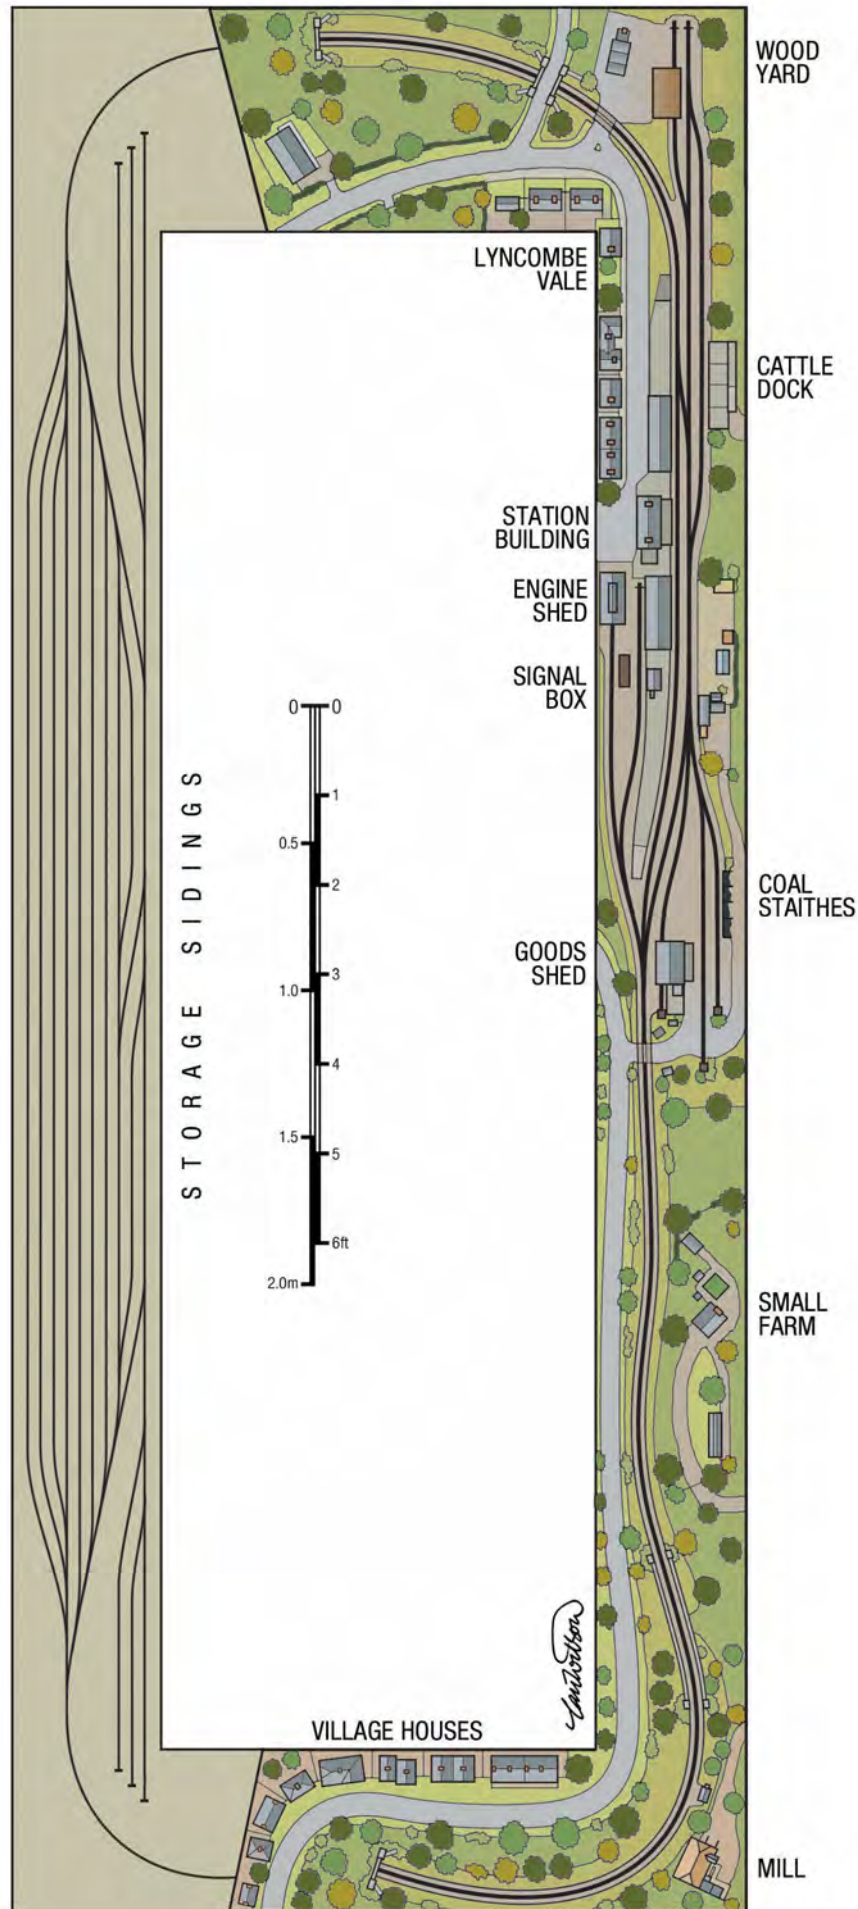 WOOD
YARD
LYNCOMBE
VALE
CATTLE
DOCK
STATION
BUILDING
ENGINE
SHED
SIGNAL
BOX
0 0
1
0.5
2
3
1.0
4
1.5
5
6ft
2.0m
STORAGE SIDINGS
COAL
STAITHES
GOODS
SHED
SMALL
FARM
Ian Wilson
VILLAGE HOUSES
MILL